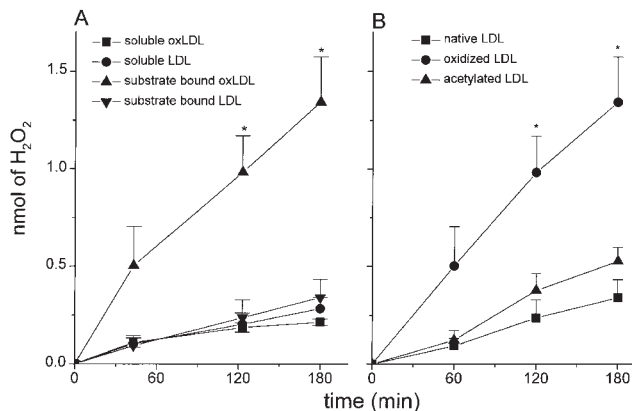 A
soluble oxLDL
soluble LDL
substrate bound oxLDL
substrate bound LDL
*
*
B
native LDL
oxidized LDL
acetylated LDL
*
*
nmol of H₂O₂
1.5
1.0
0.5
0.0
0 60 120 180
0 60 120 180
time (min)